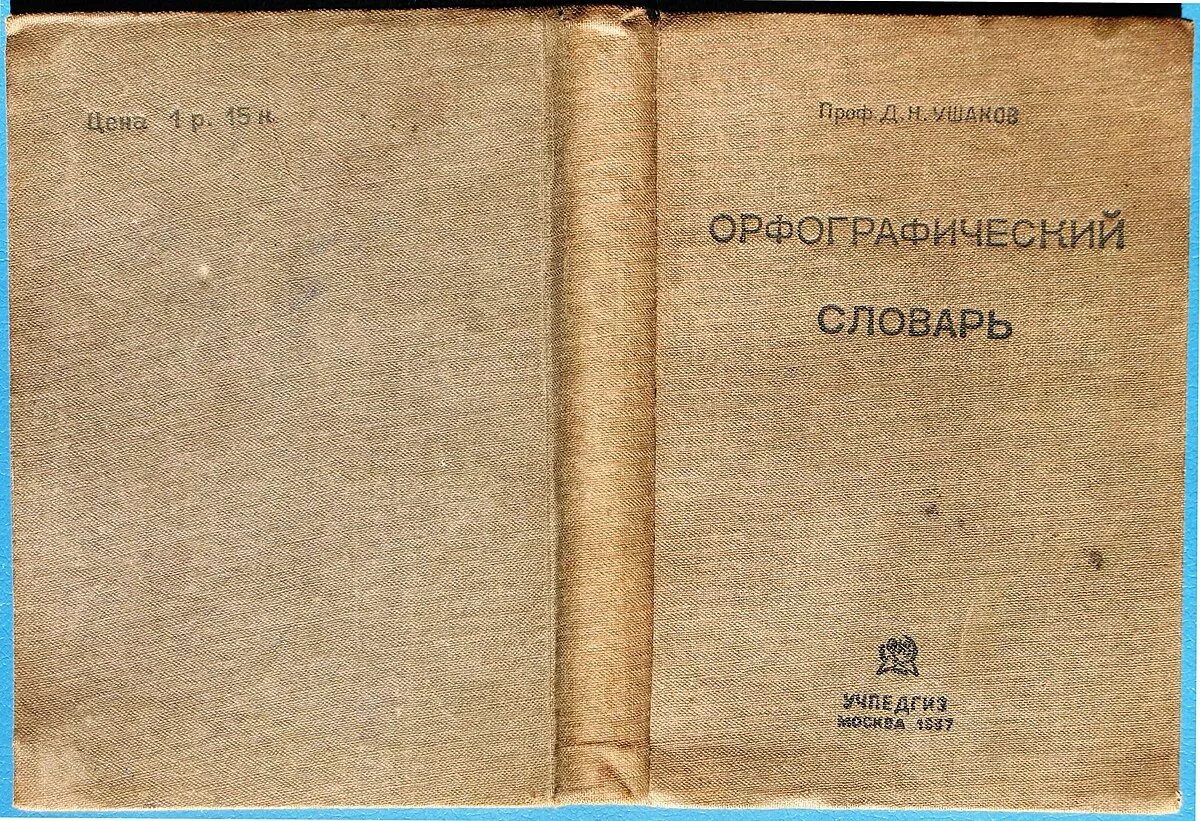 Цена 1 р. 15 к.
Проф. Д. Н. УШАКОВ
ОРФОГРАФИЧЕСКИЙ
СЛОВАРЬ
УЧПЕДГИЗ
МОСКВА 1937